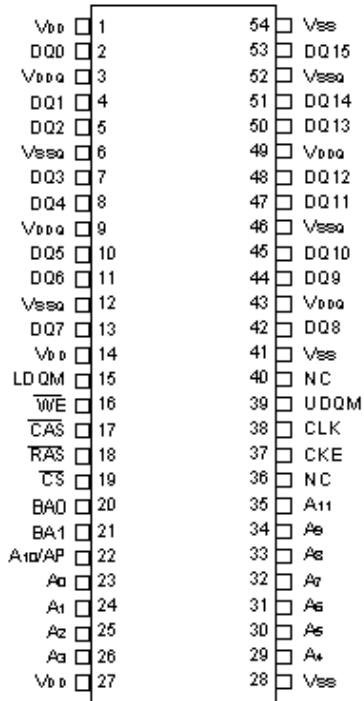 VDD 1 54 VSS
DQ0 2 53 DQ15
VDDQ 3 52 VSSQ
DQ1 4 51 DQ14
DQ2 5 50 DQ13
VSSQ 6 49 VDDQ
DQ3 7 48 DQ12
DQ4 8 47 DQ11
VDDQ 9 46 VSSQ
DQ5 10 45 DQ10
DQ6 11 44 DQ9
VSSQ 12 43 VDDQ
DQ7 13 42 DQ8
VDD 14 41 VSS
LDQM 15 40 NC
WE 16 39 UDQM
CAS 17 38 CLK
RAS 18 37 CKE
CS 19 36 NC
BA0 20 35 A11
BA1 21 34 A9
A10/AP 22 33 A8
A0 23 32 A7
A1 24 31 A6
A2 25 30 A5
A3 26 29 A4
VDD 27 28 VSS